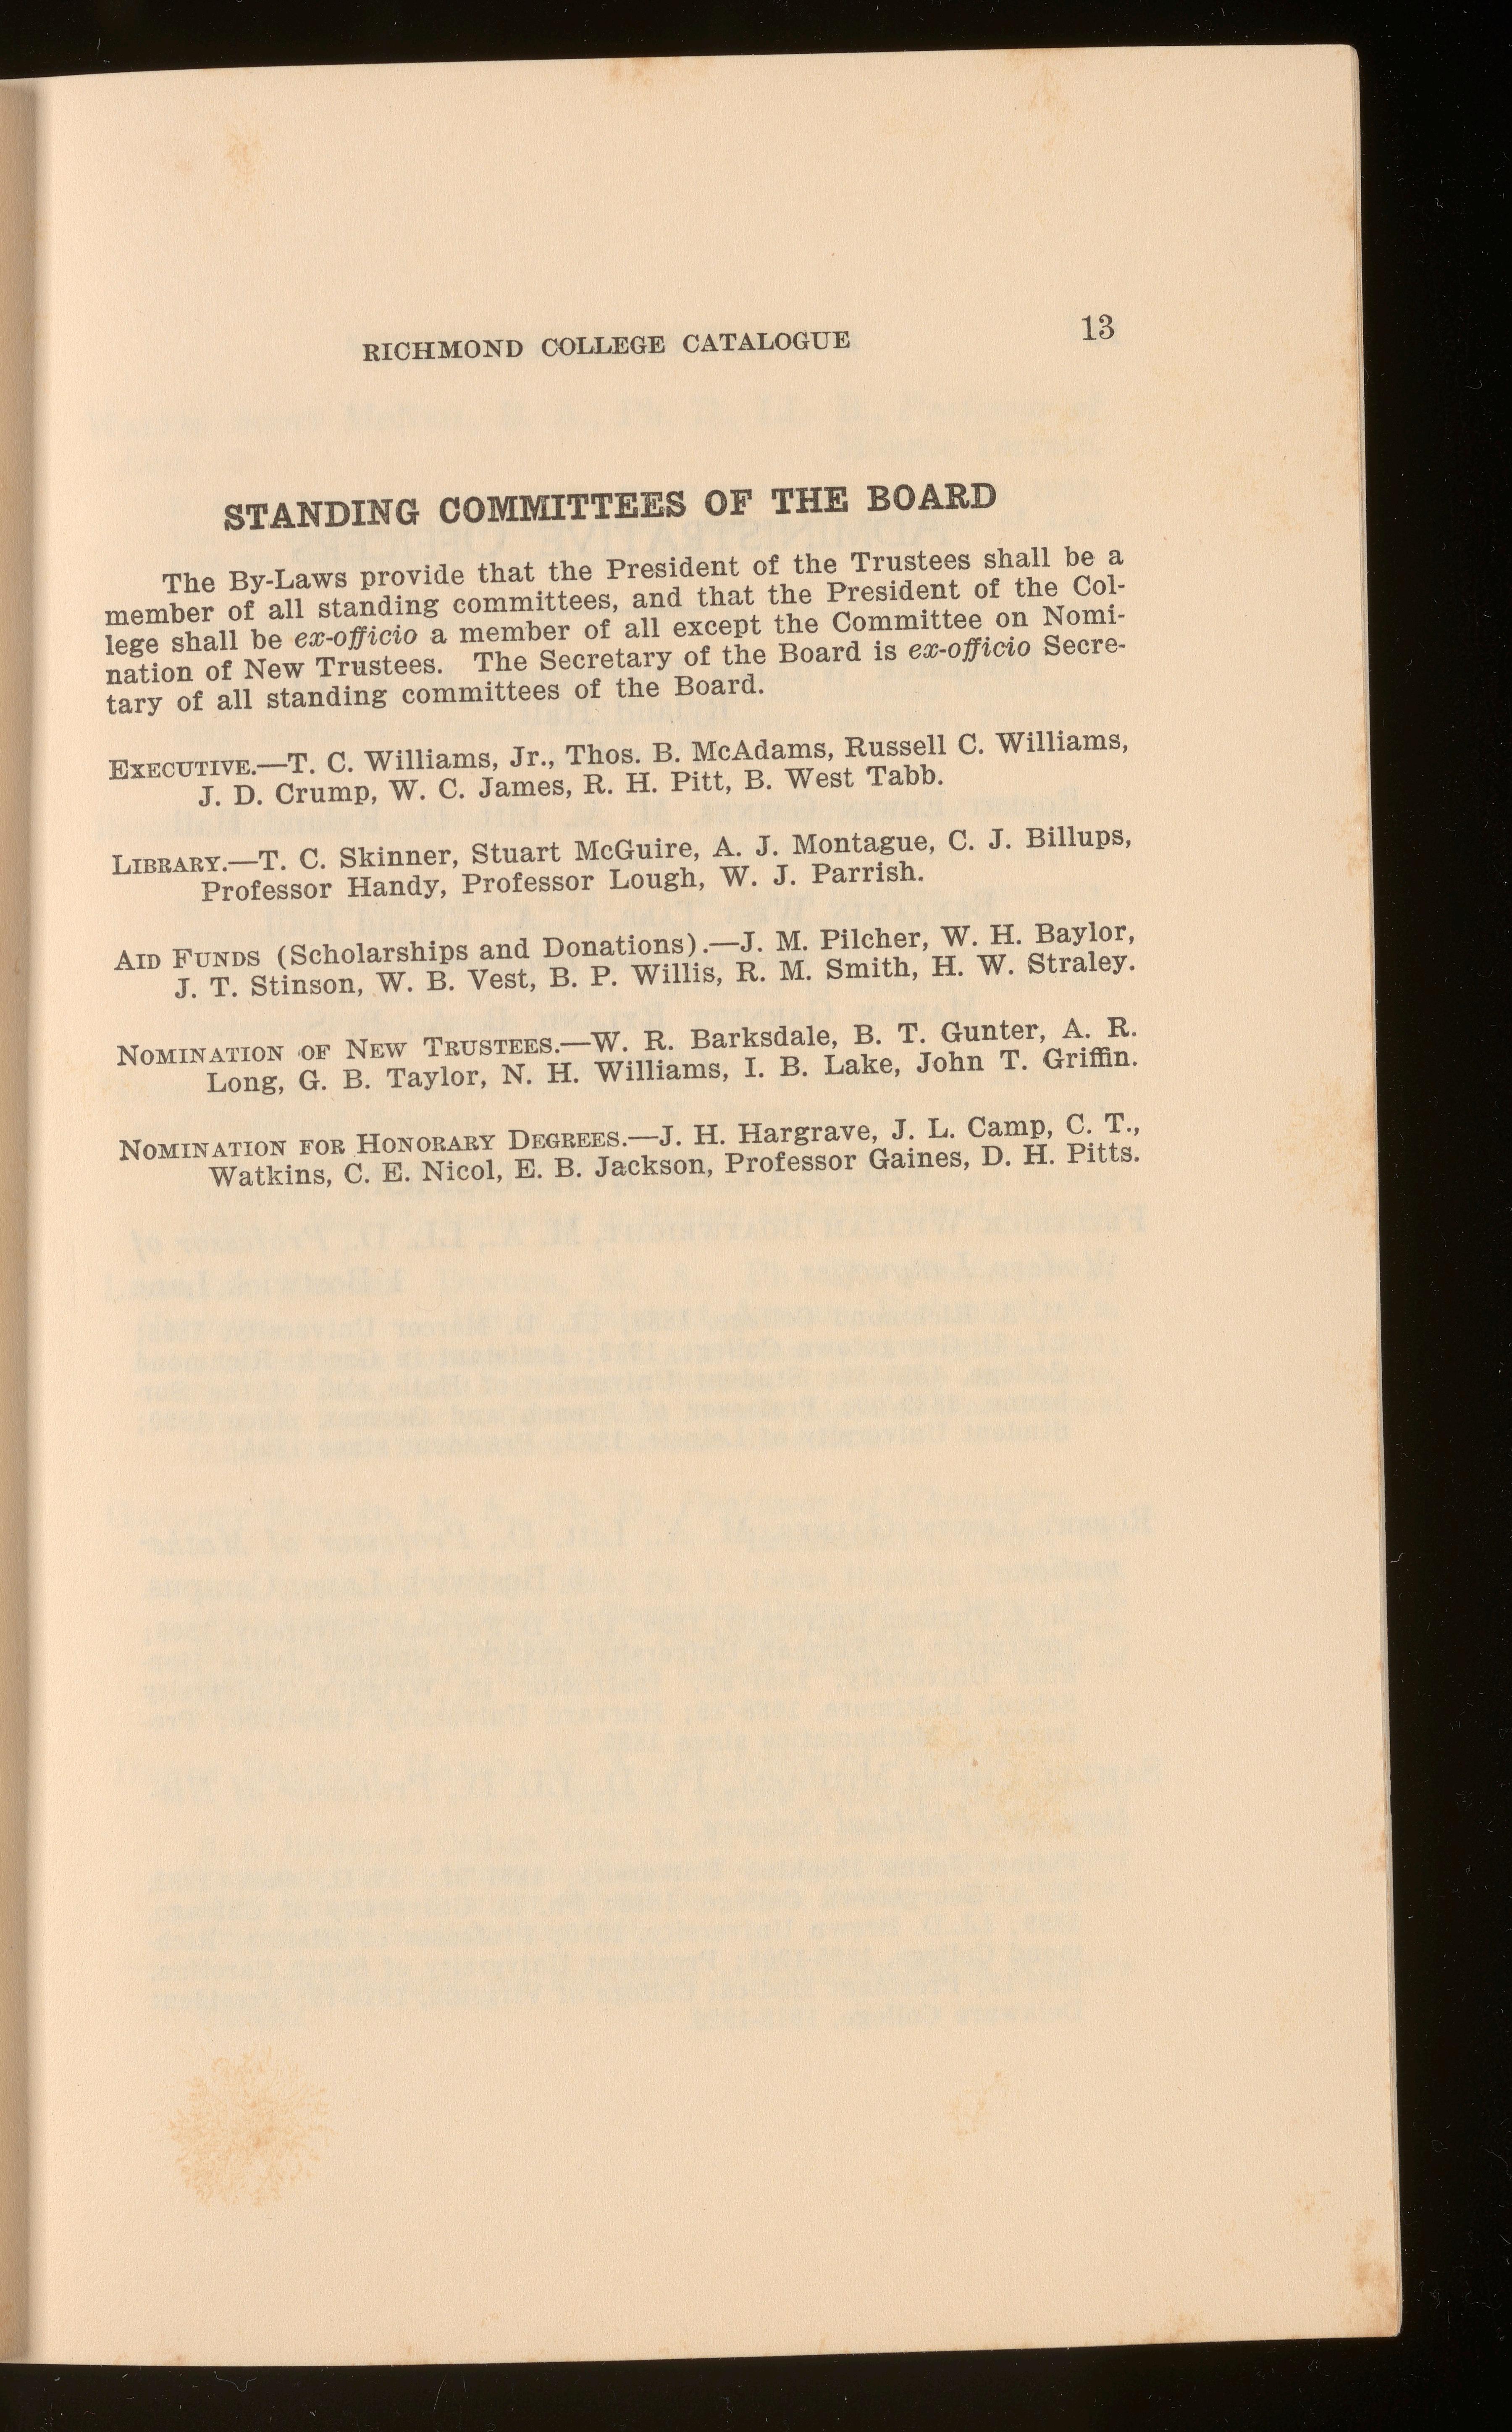 RICHMOND COLLEGE CATALOGUE 13
STANDING COMMITTEES OF THE BOARD
The By-Laws provide that the President of the Trustees shall be a
member of all standing committees, and that the President of the Col-
lege shall be ex-officio a member of all except the Committee on Nomi-
nation of New Trustees. The Secretary of the Board is ex-officio Secre-
tary of all standing committees of the Board.
EXECUTIVE.—T. C. Williams, Jr., Thos. B. McAdams, Russell C. Williams,
J. D. Crump, W. C. James, R. H. Pitt, B. West Tabb.
LIBRARY.—T. C. Skinner, Stuart McGuire, A. J. Montague, C. J. Billups,
Professor Handy, Professor Lough, W. J. Parrish.
AID FUNDS (Scholarships and Donations).—J. M. Pilcher, W. H. Baylor,
J. T. Stinson, W. B. Vest, B. P. Willis, R. M. Smith, H. W. Straley.
NOMINATION OF NEW TRUSTEES.—W. R. Barksdale, B. T. Gunter, A. R.
Long, G. B. Taylor, N. H. Williams, I. B. Lake, John T. Griffin.
NOMINATION FOR HONORARY DEGREES.—J. H. Hargrave, J. L. Camp, C. T.,
Watkins, C. E. Nicol, E. B. Jackson, Professor Gaines, D. H. Pitts.